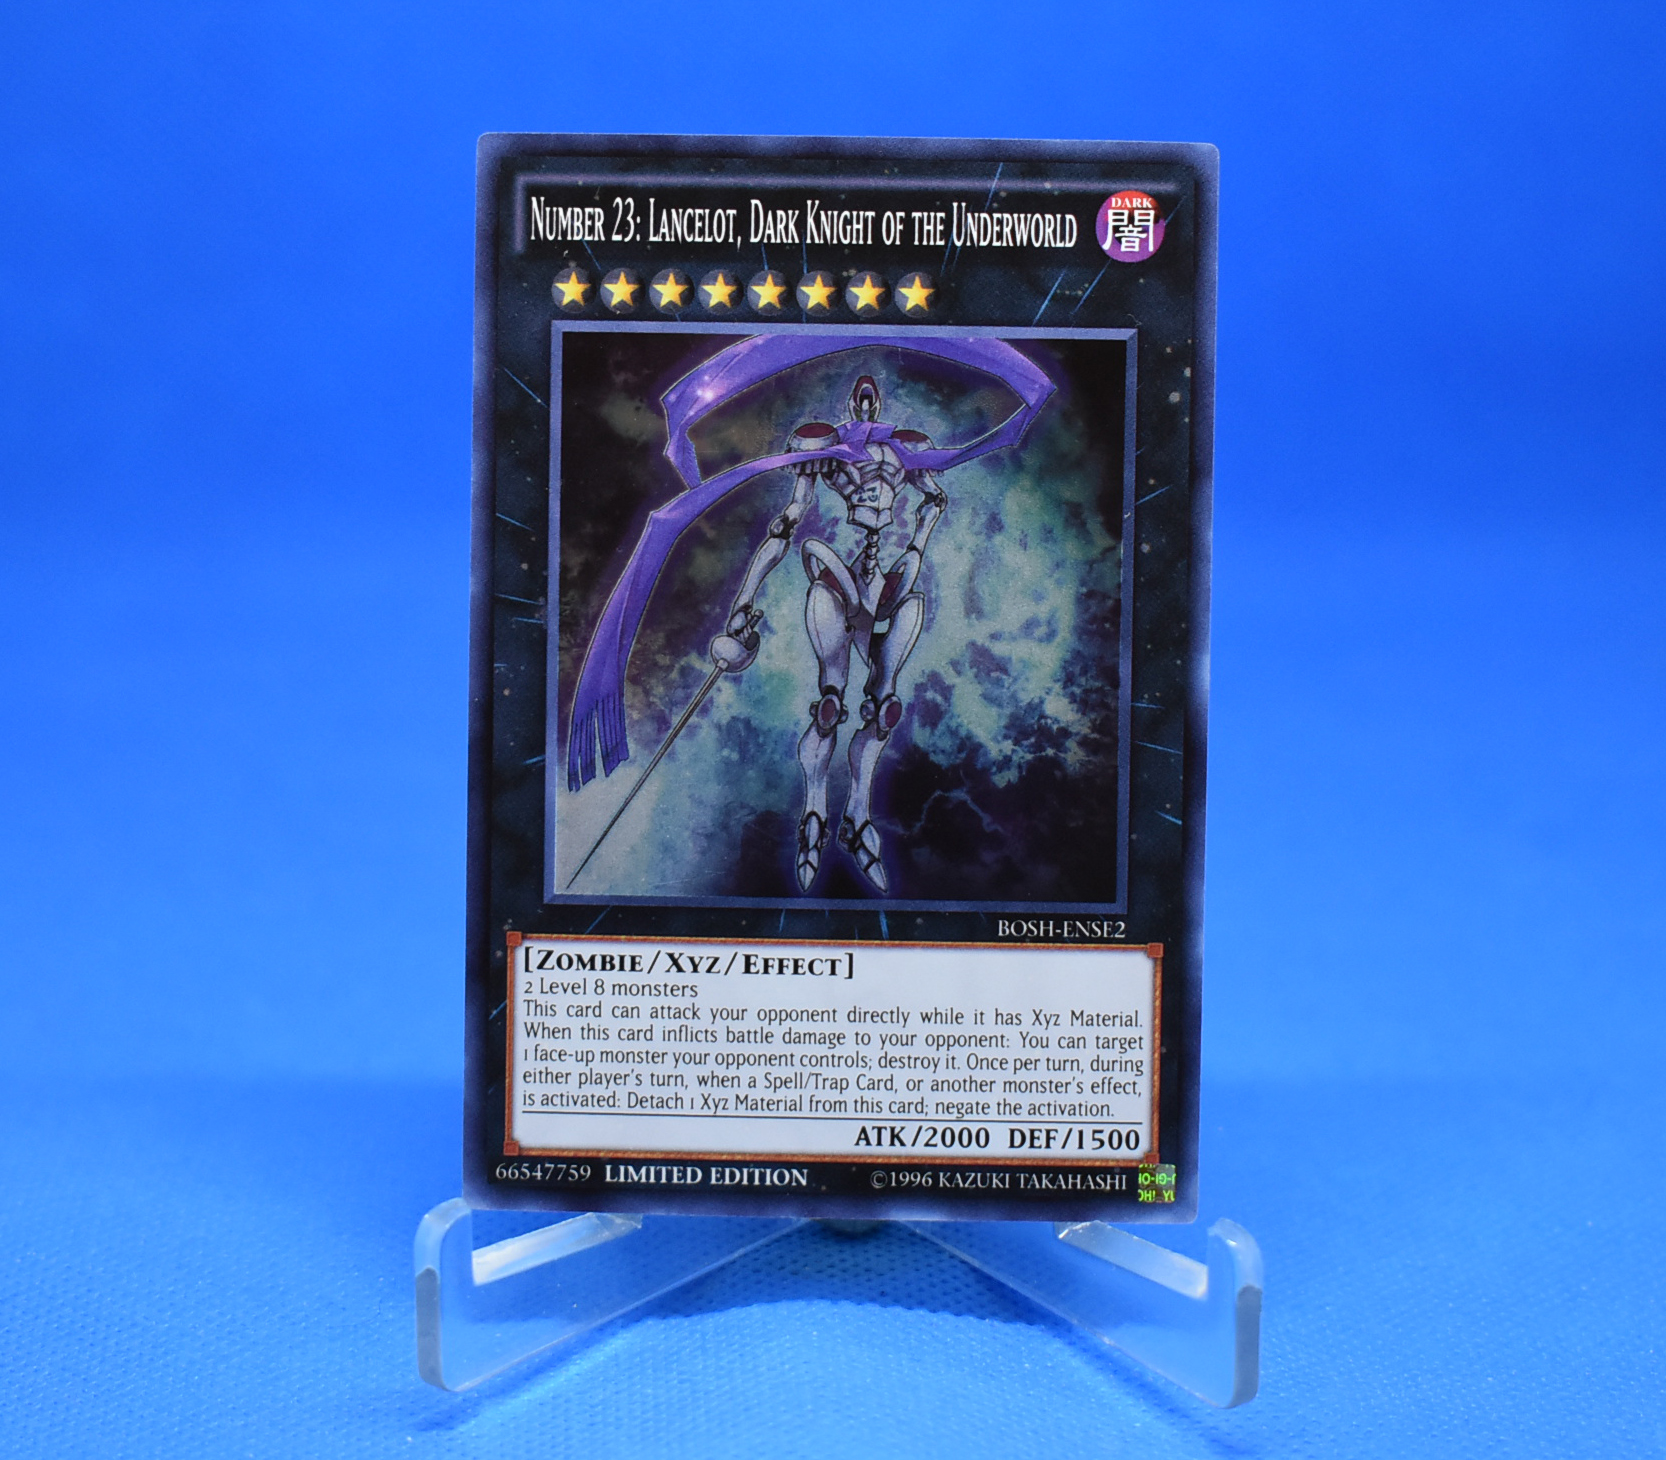 NUMBER 23: LANCELOT, DARK KNIGHT OF THE UNDERWORLD
DARK
闇
23
BOSH-ENSE2
[ZOMBIE/XYZ/EFFECT]
2 Level 8 monsters
This card can attack your opponent directly while it has Xyz Material.
When this card inflicts battle damage to your opponent: You can target
1 face-up monster your opponent controls; destroy it. Once per turn, during
either player's turn, when a Spell/Trap Card, or another monster's effect,
is activated: Detach 1 Xyz Material from this card; negate the activation.
ATK/2000 DEF/1500
66547759 LIMITED EDITION ©1996 KAZUKI TAKAHASHI